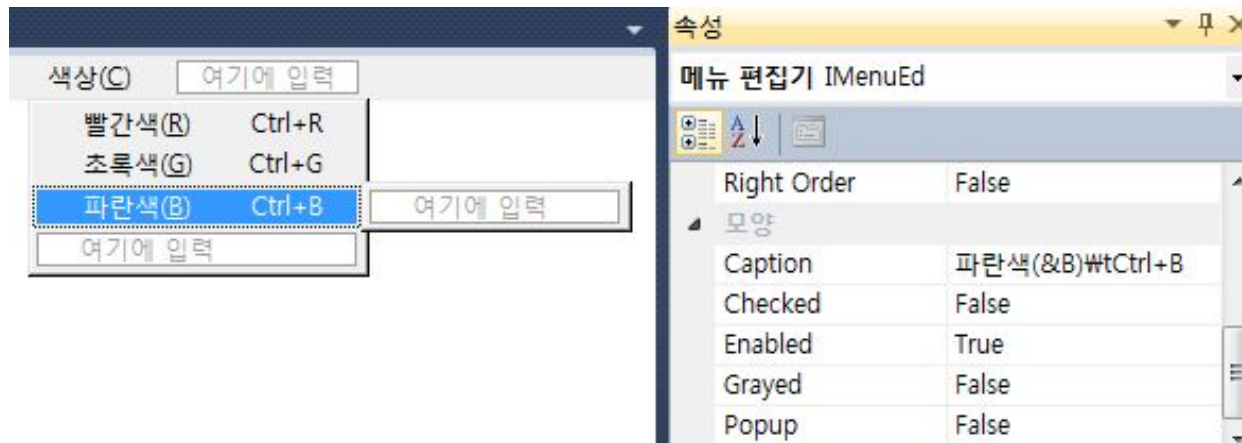 색상(C) 여기에 입력
빨간색(R) Ctrl+R
초록색(G) Ctrl+G
파란색(B) Ctrl+B 여기에 입력
여기에 입력
속성
메뉴 편집기 IMenuEd
Right Order False
모양
Caption 파란색(&B)₩tCtrl+B
Checked False
Enabled True
Grayed False
Popup False